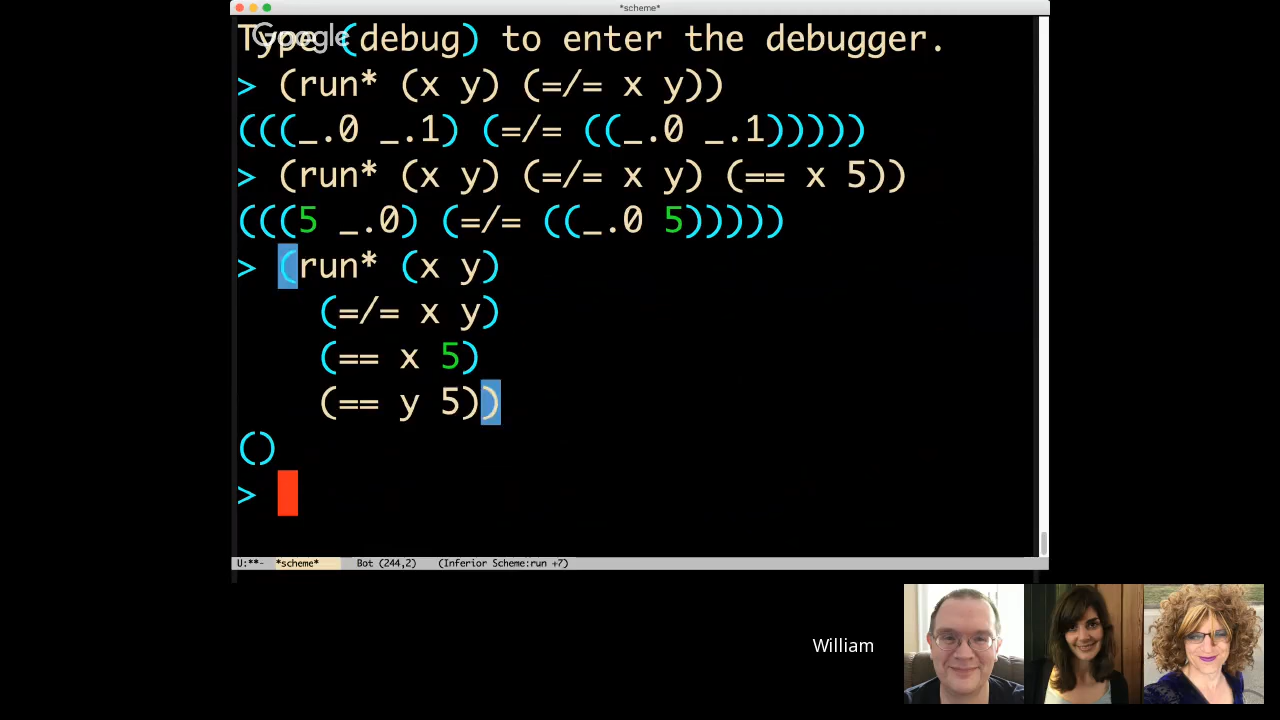 *scheme*
Google
Type (debug) to enter the debugger.
> (run* (x y) (=/= x y))
(((_.0 _.1) (=/= ((_.0 _.1)))))
> (run* (x y) (=/= x y) (== x 5))
(((5 _.0) (=/= ((_.0 5)))))
> (run* (x y)
(=/= x y)
(== x 5)
(== y 5))
()
>
U:**- *scheme* Bot (244,2) (Inferior Scheme:run +7)
William